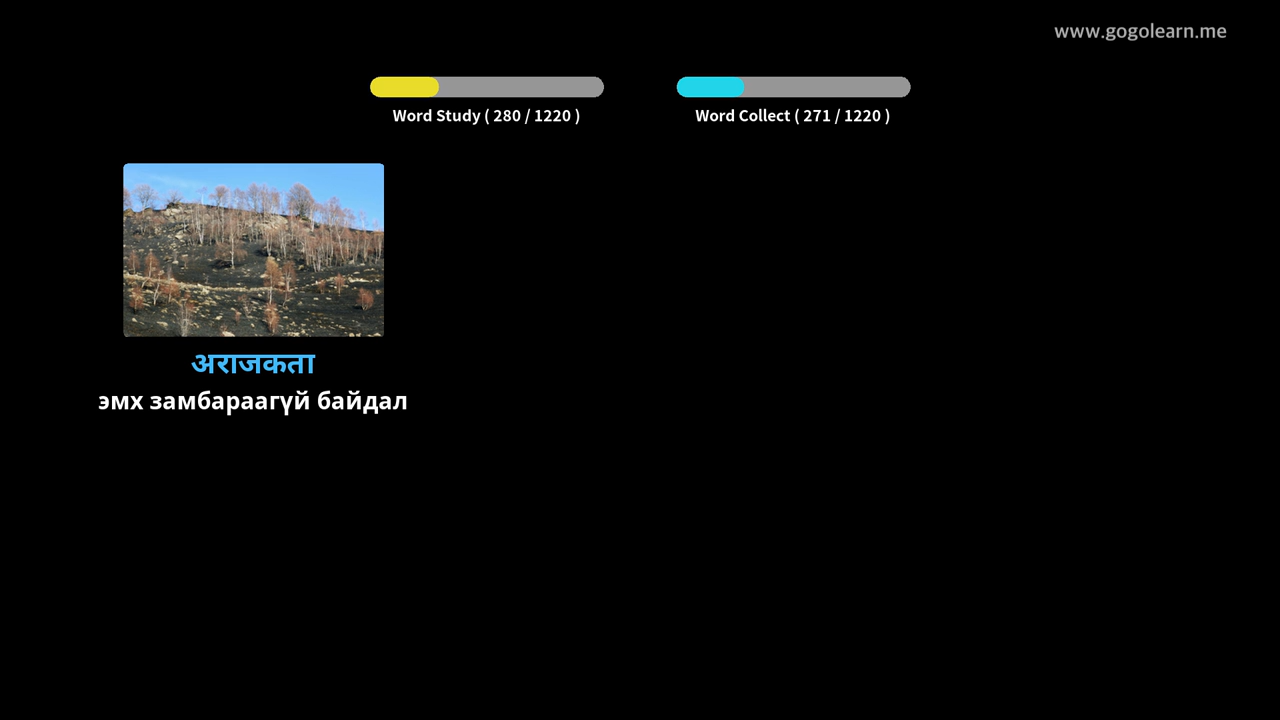 www.gogolearn.me
Word Study ( 280 / 1220 )
Word Collect ( 271 / 1220 )
अराजकता
эмх замбараагүй байдал